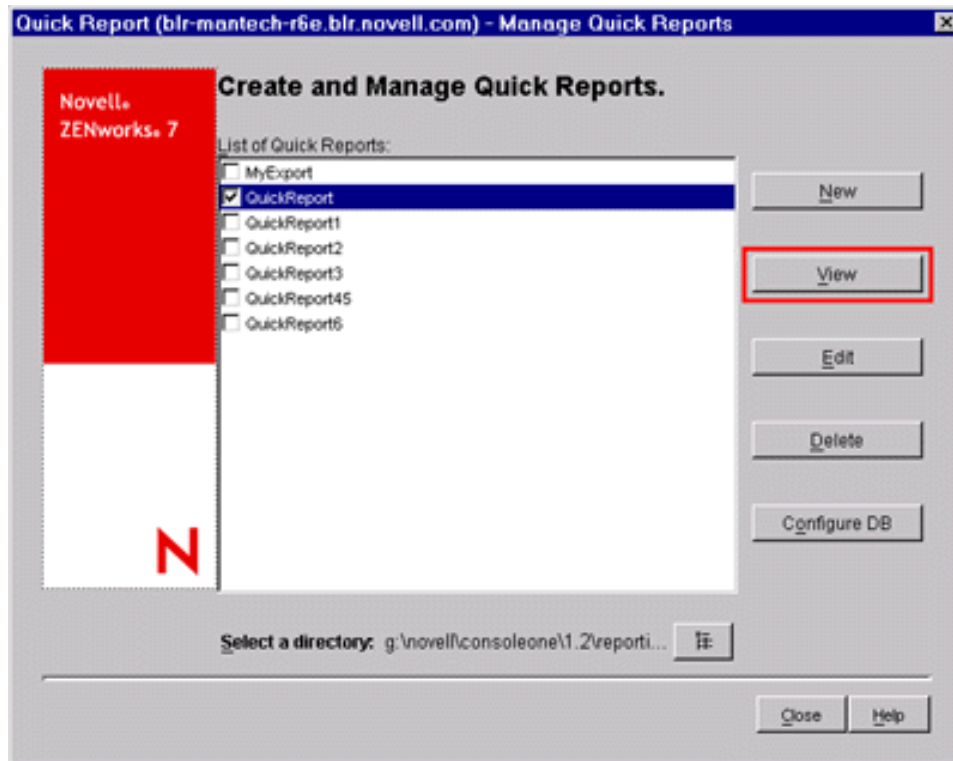 Quick Report (blr-mantech-r6e.blr.novell.com) - Manage Quick Reports
Novell®
ZENworks® 7
Create and Manage Quick Reports.
List of Quick Reports:
MyExport
QuickReport
QuickReport1
QuickReport2
QuickReport3
QuickReport45
QuickReport6
New
View
Edit
Delete
Configure DB
N
Select a directory: g:\novell\consoleone\1.2\reporti...
Close
Help